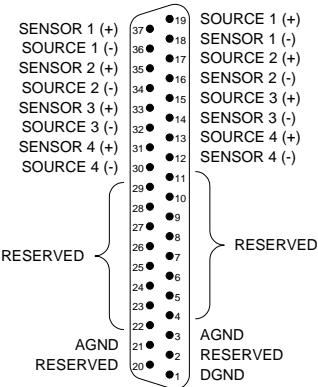 SOURCE 1 (+)
SENSOR 1 (+)
SENSOR 1 (-)
SOURCE 1 (-)
SOURCE 2 (+)
SENSOR 2 (+)
SENSOR 2 (-)
SOURCE 2 (-)
SOURCE 3 (+)
SENSOR 3 (+)
SENSOR 3 (-)
SOURCE 3 (-)
SOURCE 4 (+)
SENSOR 4 (+)
SENSOR 4 (-)
SOURCE 4 (-)
RESERVED
RESERVED
AGND
AGND
RESERVED
RESERVED
DGND
37
36
35
34
33
32
31
30
29
28
27
26
25
24
23
22
21
20
19
18
17
16
15
14
13
12
11
10
9
8
7
6
5
4
3
2
1